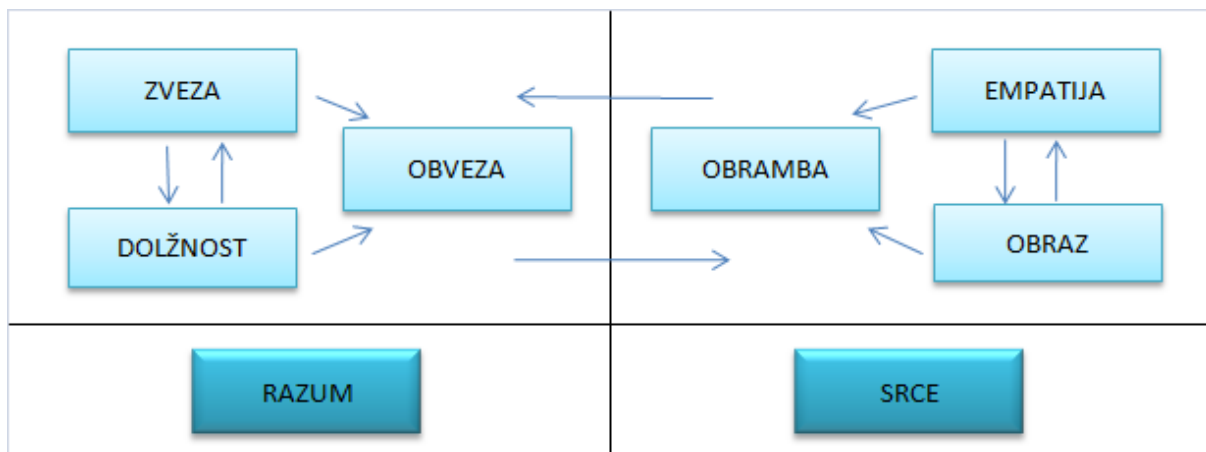 ZVEZA
EMPATIJA
OBVEZA
OBRAMBA
DOLŽNOST
OBRAZ
RAZUM
SRCE